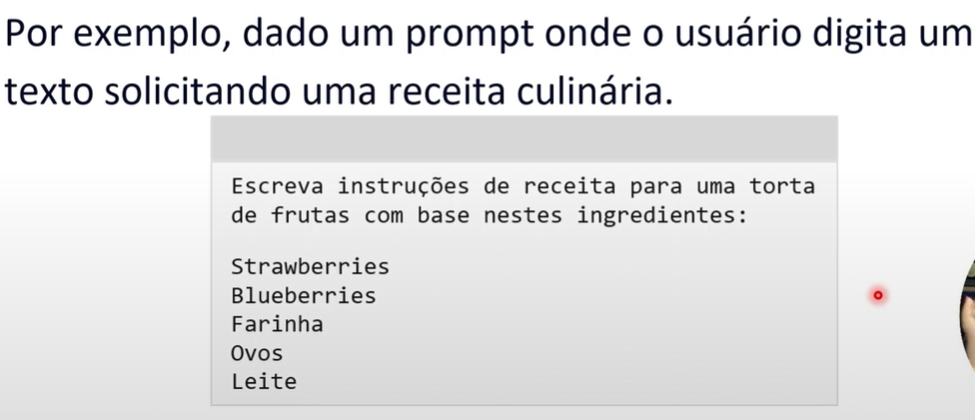 Por exemplo, dado um prompt onde o usuário digita um
texto solicitando uma receita culinária.
Escreva instruções de receita para uma torta
de frutas com base nestes ingredientes:
Strawberries
Blueberries
Farinha
Ovos
Leite